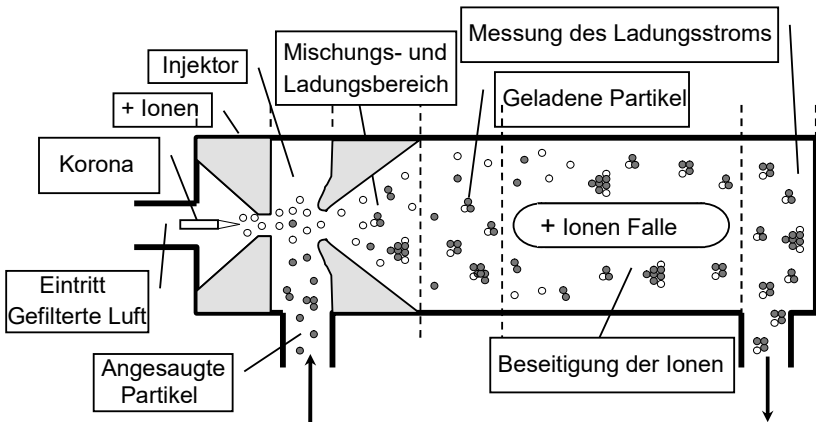 Messung des Ladungsstroms
Mischungs- und
Ladungsbereich
Injektor
Geladene Partikel
+ Ionen
Korona
+ Ionen Falle
Eintritt
Gefilterte Luft
Angesaugte
Partikel
Beseitigung der Ionen